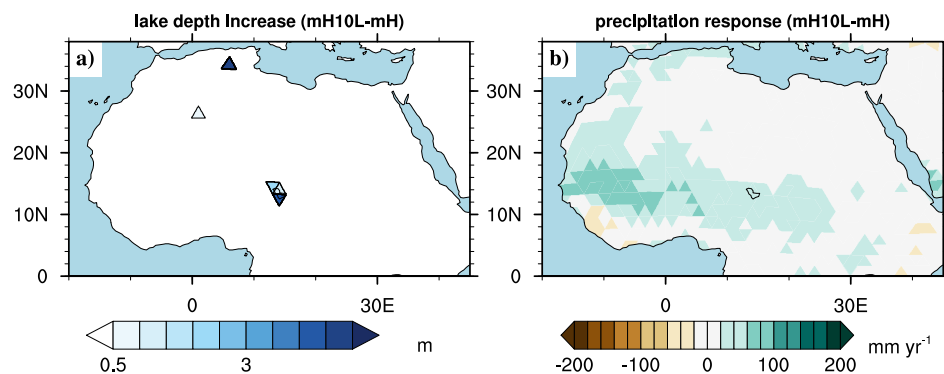 lake depth increase (mH10L-mH)
precipitation response (mH10L-mH)
a)
b)
30N
20N
10N
0
30N
20N
10N
0
0
30E
0
30E
0.5
3
m
-200
-100
0
100
200
mm yr⁻¹